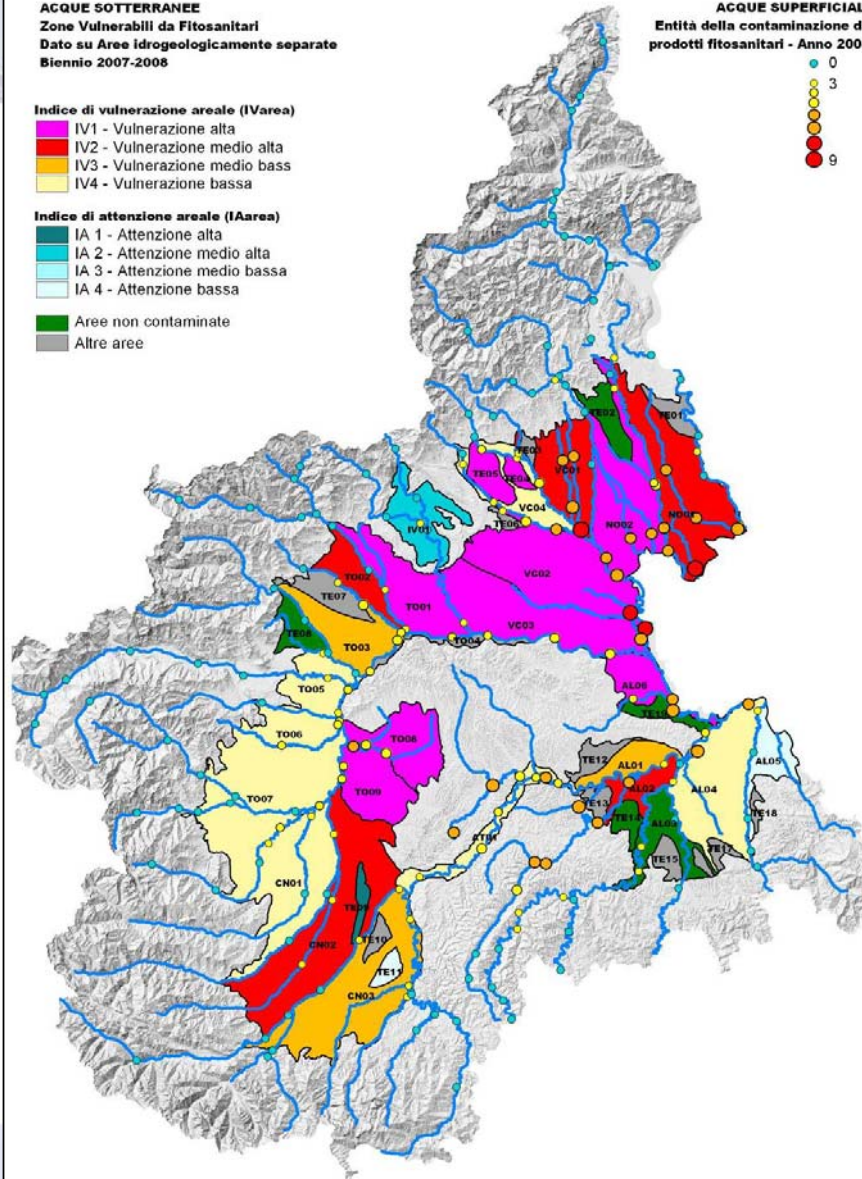 ACQUE SOTTERRANEE
Zone Vulnerabili da Fitosanitari
Dato su Aree idrogeologicamente separate
Biennio 2007-2008
Indice di vulnerazione areale (IVarea)
IV1 - Vulnerazione alta
IV2 - Vulnerazione medio alta
IV3 - Vulnerazione medio bass
IV4 - Vulnerazione bassa
Indice di attenzione areale (IAarea)
IA 1 - Attenzione alta
IA 2 - Attenzione medio alta
IA 3 - Attenzione medio bassa
IA 4 - Attenzione bassa
Aree non contaminate
Altre aree
ACQUE SUPERFICIAL
Entità della contaminazione d
prodotti fitosanitari - Anno 200
0
3
9
TE02
TE01
TE03
TE05
TE04
VC01
VC04
TE06
NO02
IV01
TO02
VC02
TE07
TO01
VC03
TE08
TO03
TO04
TO05
AL06
TO06
TO08
TE12
AL01
AL05
TO07
TO09
AL02
AL04
TE13
TE14
AL03
TE18
TE15
TE17
CN01
TE09
TE10
CN02
TE11
CN03